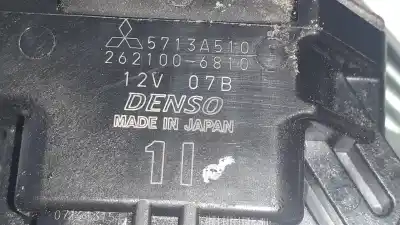 5713A510
262100-6810
12V 07B
DENSO
MADE IN JAPAN
11